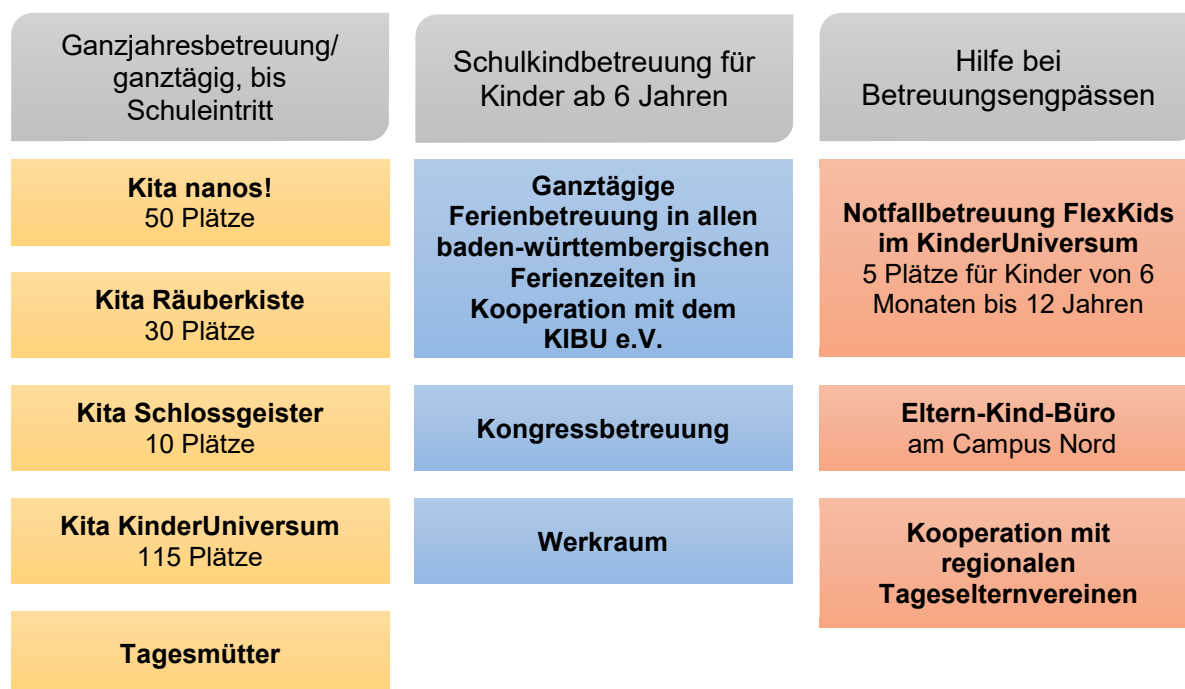 Ganzjahresbetreuung/
ganztägig, bis
Schuleintritt
Kita nanos!
50 Plätze
Kita Räuberkiste
30 Plätze
Kita Schlossgeister
10 Plätze
Kita KinderUniversum
115 Plätze
Tagesmütter
Schulkindbetreuung für
Kinder ab 6 Jahren
Ganztägige
Ferienbetreuung in allen
baden-württembergischen
Ferienzeiten in
Kooperation mit dem
KIBU e.V.
Kongressbetreuung
Werkraum
Hilfe bei
Betreuungsengpässen
Notfallbetreuung FlexKids
im KinderUniversum
5 Plätze für Kinder von 6
Monaten bis 12 Jahren
Eltern-Kind-Büro
am Campus Nord
Kooperation mit
regionalen
Tageselternvereinen